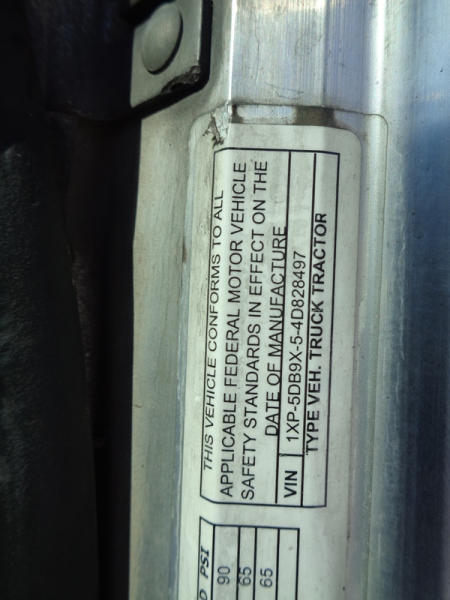 THIS VEHICLE CONFORMS TO ALL
APPLICABLE FEDERAL MOTOR VEHICLE
SAFETY STANDARDS IN EFFECT ON THE
DATE OF MANUFACTURE
VIN 1XP-5DB9X-5-4D828497
TYPE VEH. TRUCK TRACTOR
PSI
90
65
65